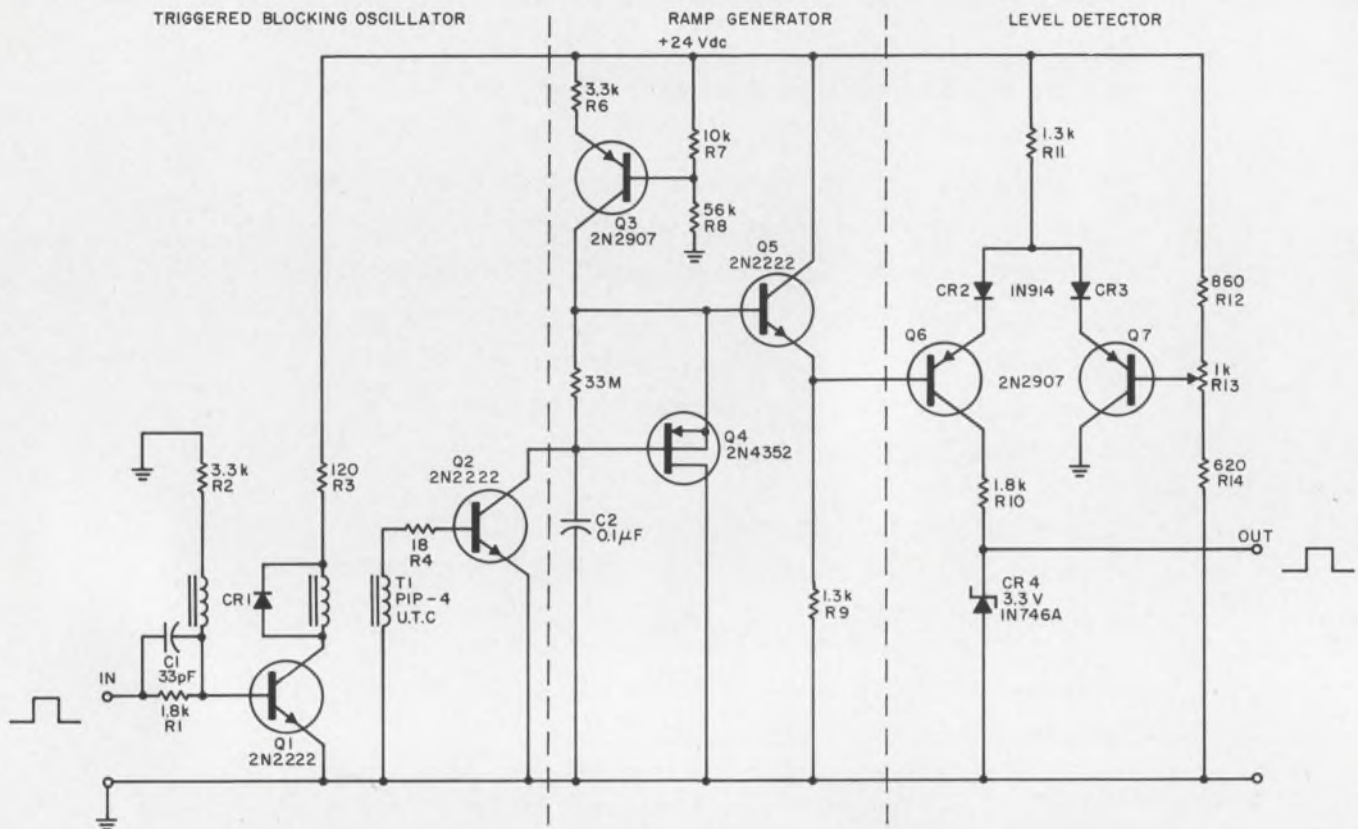 TRIGGERED BLOCKING OSCILLATOR
RAMP GENERATOR
LEVEL DETECTOR
+24 Vdc
3.3k
R6
10k
R7
1.3k
R11
Q3
2N2907
56k
R8
Q5
2N2222
CR2
1N914
CR3
860
R12
Q6
2N2907
Q7
1k
R13
33M
Q4
2N4352
3.3k
R2
120
R3
Q2
2N2222
1.8k
R10
620
R14
18
R4
C2
0.1μF
OUT
CR1
T1
PIP-4
U.T.C
1.3k
R9
CR4
3.3 V
1N746A
C1
33pF
IN
1.8k
R1
Q1
2N2222